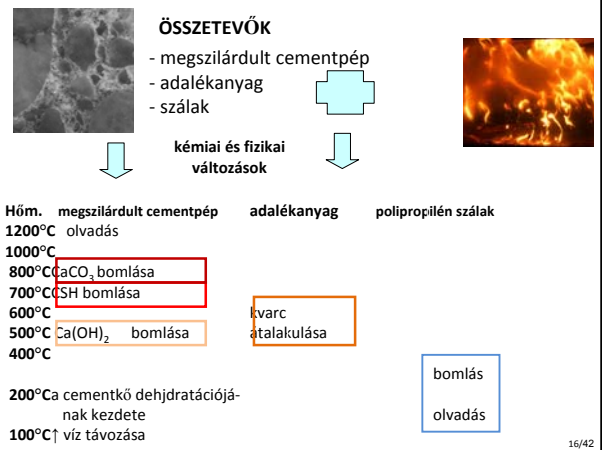 ÖSSZETEVŐK
- megszilárdult cementpép
- adalékanyag
- szálak
kémiai és fizikai
változások
Hőm. megszilárdult cementpép adalékanyag polipropilén szálak
1200°C olvadás
1000°C
800°C CaCO3 bomlása
700°C CSH bomlása
600°C kvarc
500°C Ca(OH)2 bomlása átalakulása
400°C
bomlás
200°C a cementkő dehjdratációjá-
nak kezdete olvadás
100°C↑ víz távozása
16/42